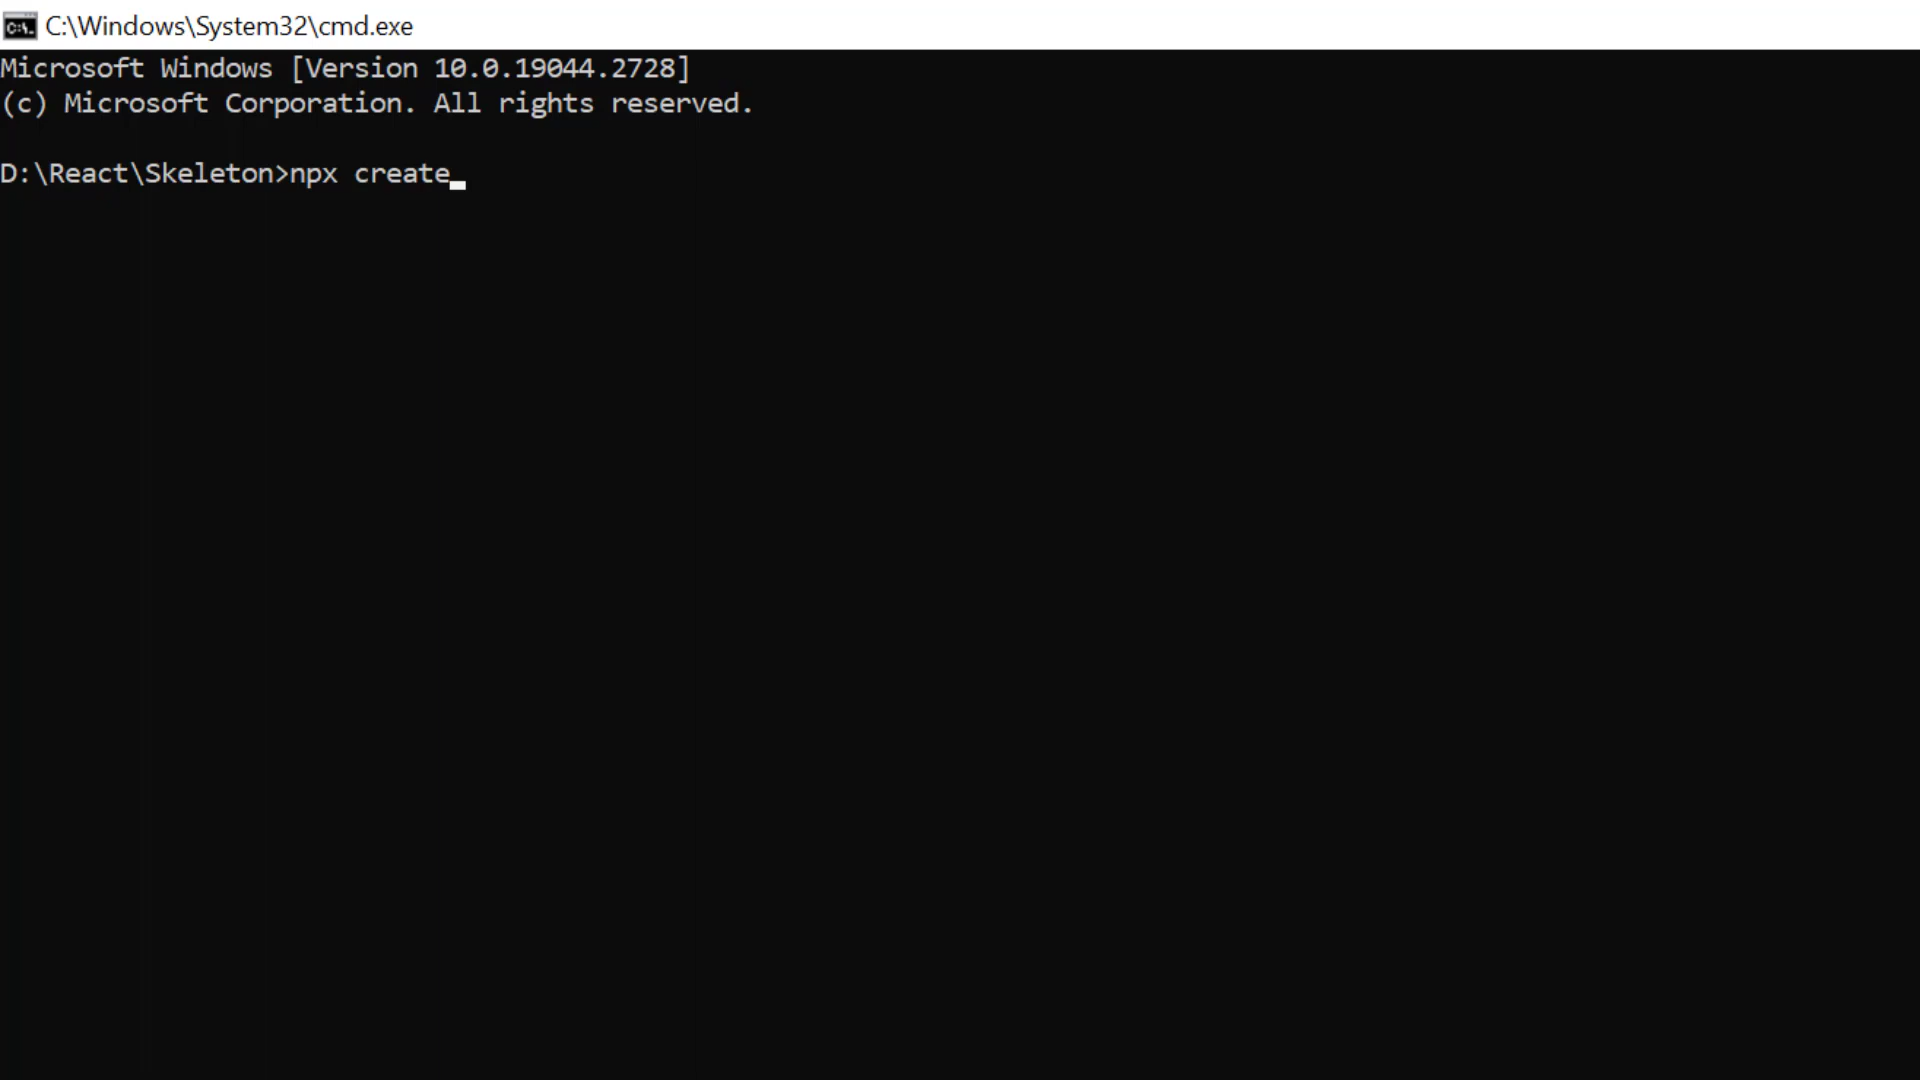 C:\Windows\System32\cmd.exe
Microsoft Windows [Version 10.0.19044.2728]
(c) Microsoft Corporation. All rights reserved.
D:\React\Skeleton>npx create